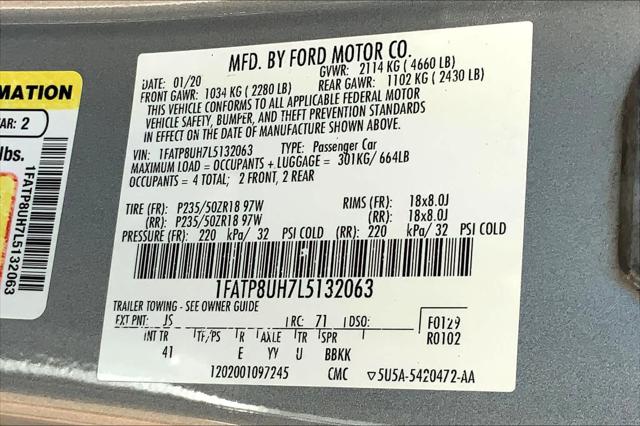 MFD. BY FORD MOTOR CO.
DATE: 01/20 GVWR: 2114 KG ( 4660 LB)
FRONT GAWR: 1034 KG ( 2280 LB) REAR GAWR: 1102 KG ( 2430 LB)
THIS VEHICLE CONFORMS TO ALL APPLICABLE FEDERAL MOTOR
VEHICLE SAFETY, BUMPER, AND THEFT PREVENTION STANDARDS
IN EFFECT ON THE DATE OF MANUFACTURE SHOWN ABOVE.
VIN: 1FATP8UH7L5132063 TYPE: Passenger Car
MAXIMUM LOAD = OCCUPANTS + LUGGAGE = 301KG/ 664LB
OCCUPANTS = 4 TOTAL; 2 FRONT, 2 REAR
TIRE (FR): P235/50ZR18 97W RIMS (FR): 18x8.0J
(RR): P235/50ZR18 97W (RR): 18x8.0J
PRESSURE (FR): 220 kPa/ 32 PSI COLD (RR): 220 kPa/ 32 PSI COLD
1FATP8UH7L5132063
TRAILER TOWING - SEE OWNER GUIDE
EXT PNT: JS RC: 71 DSO: F0129
INT TR TP/PS R AXLE TR SPR R0102
41 E YY U BBKK
1202001097245 CMC 5U5A-5420472-AA
MATION
AR: 2
lbs.
1FATP8UH7L5132063